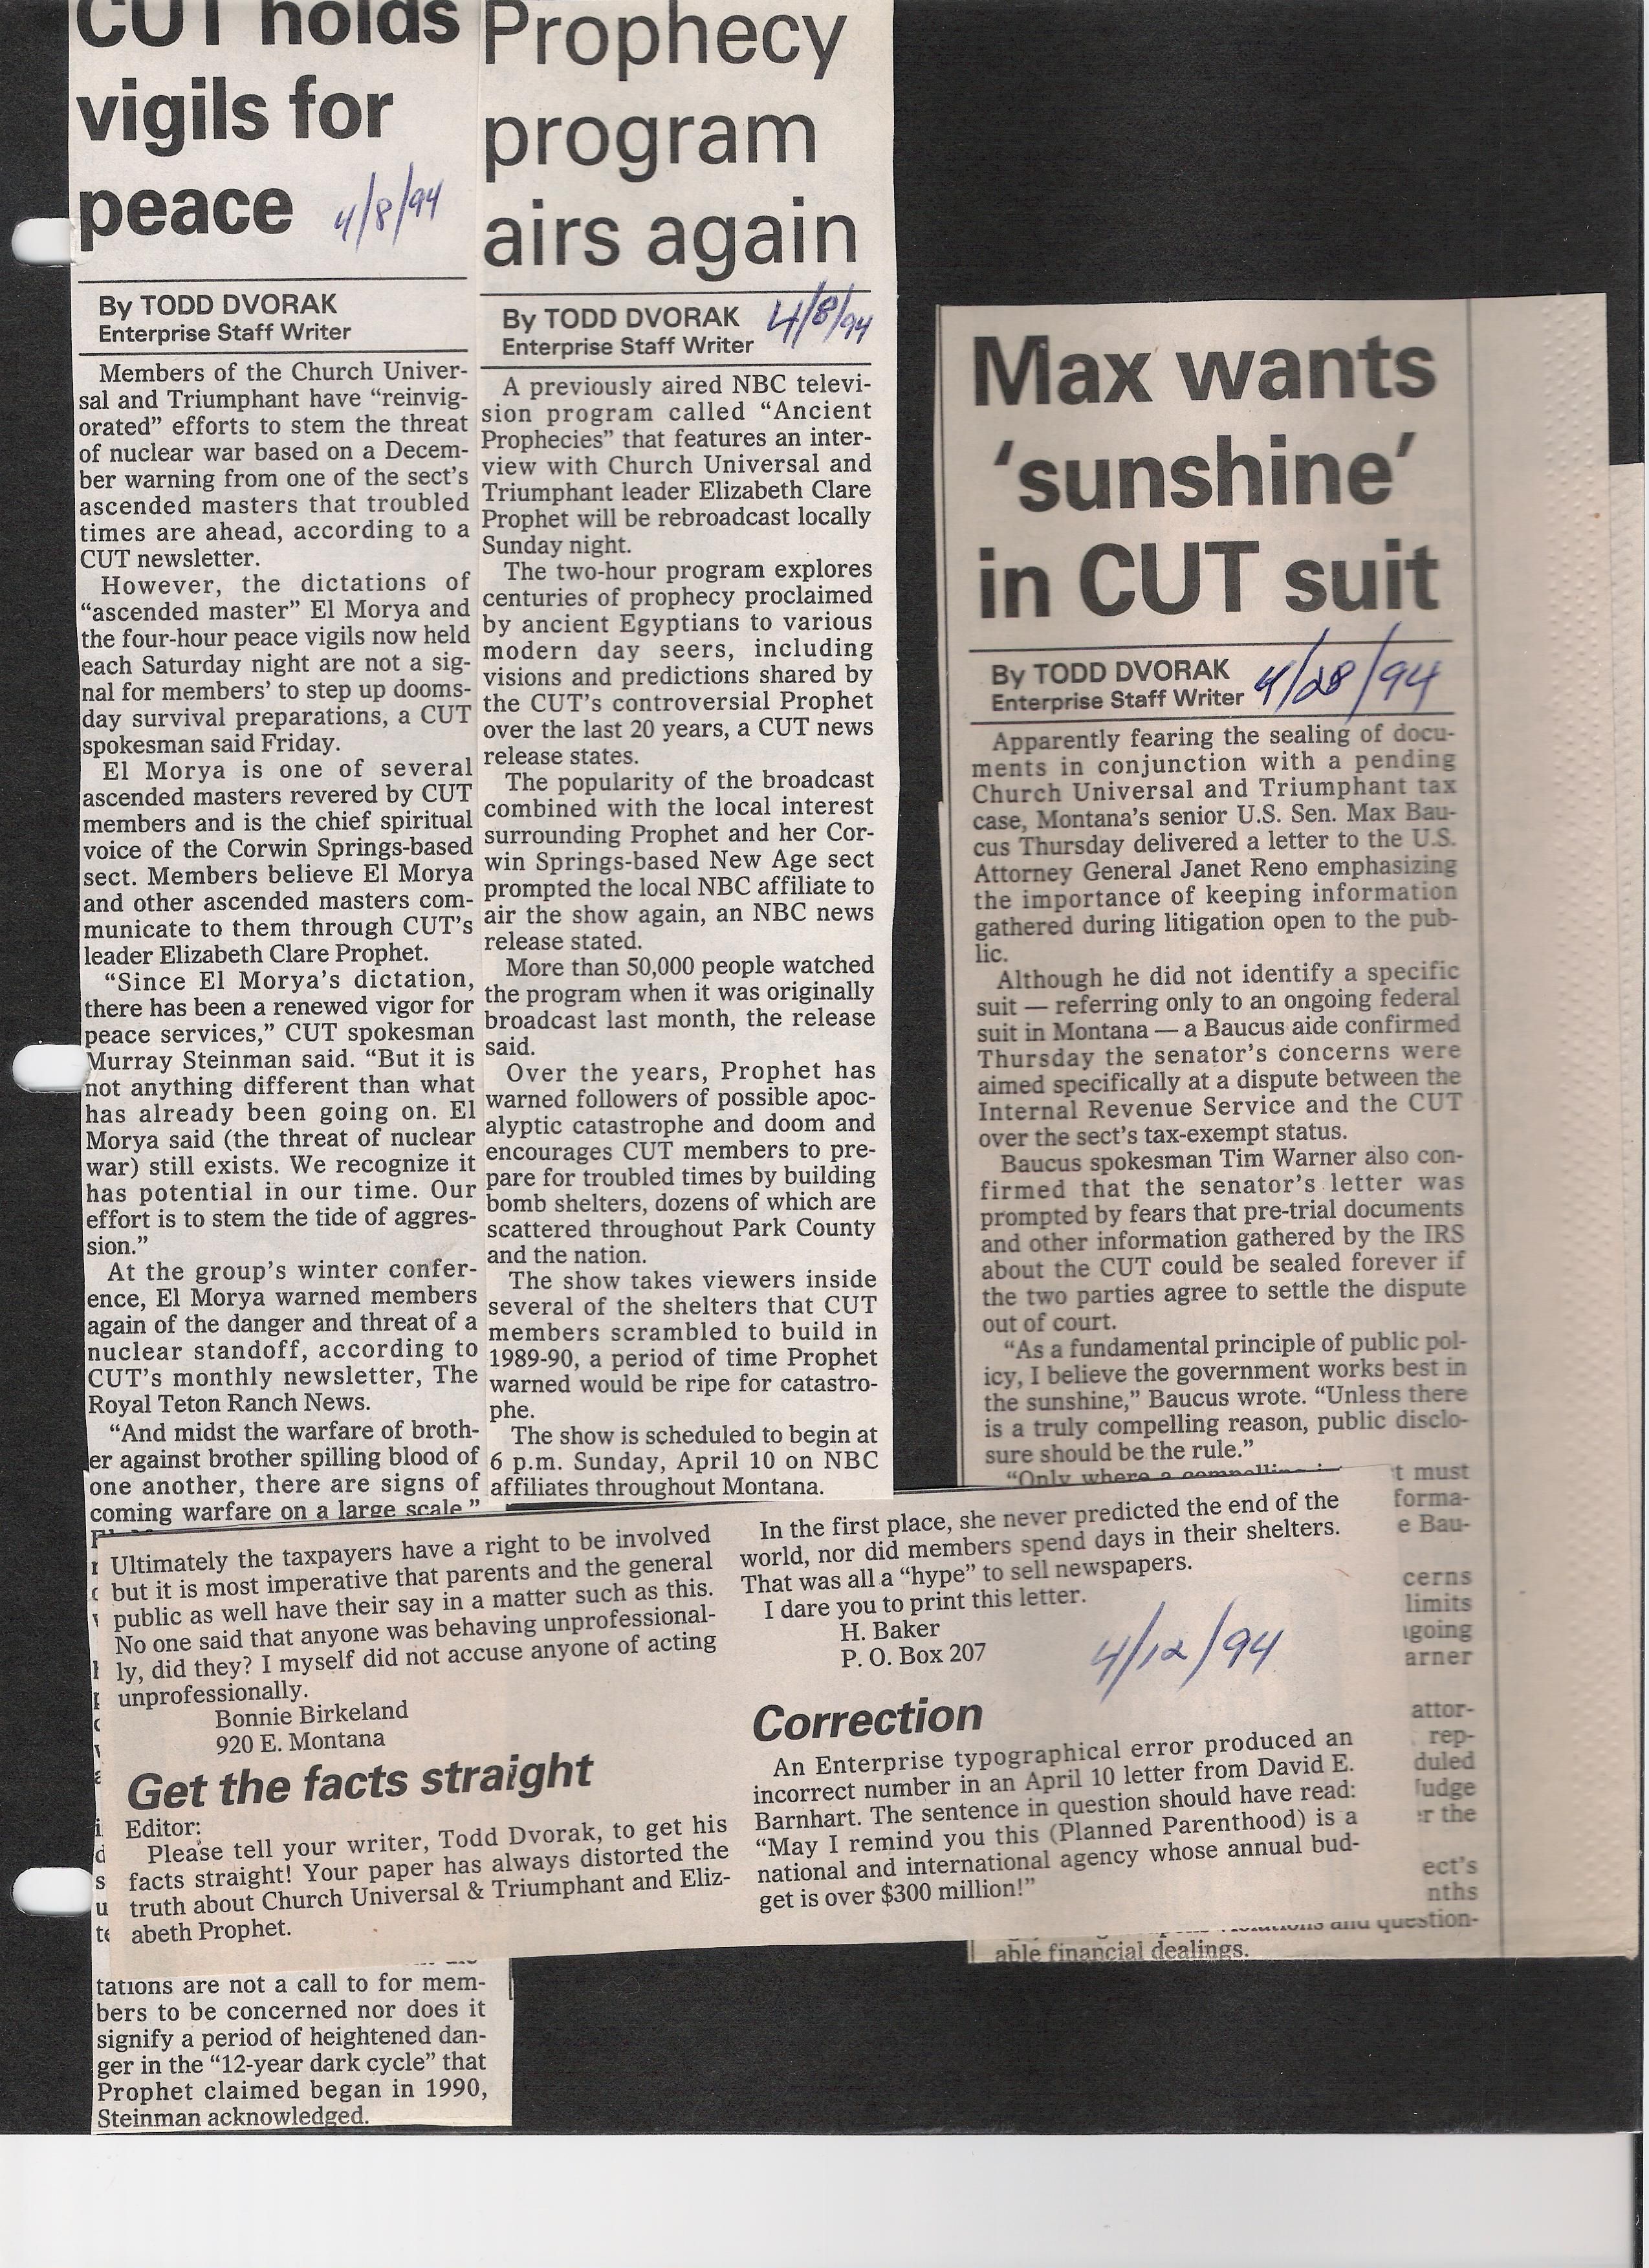 CUT holds
vigils for
peace
4/8/94
By TODD DVORAK
Enterprise Staff Writer
Members of the Church Univer-
sal and Triumphant have “reinvig-
orated” efforts to stem the threat
of nuclear war based on a Decem-
ber warning from one of the sect's
ascended masters that troubled
times are ahead, according to a
CUT newsletter.
However, the dictations of
“ascended master” El Morya and
the four-hour peace vigils now held
each Saturday night are not a sig-
nal for members' to step up dooms-
day survival preparations, a CUT
spokesman said Friday.
El Morya is one of several
ascended masters revered by CUT
members and is the chief spiritual
voice of the Corwin Springs-based
sect. Members believe El Morya
and other ascended masters com-
municate to them through CUT's
leader Elizabeth Clare Prophet.
“Since El Morya's dictation,
there has been a renewed vigor for
peace services,” CUT spokesman
Murray Steinman said. “But it is
not anything different than what
has already been going on. El
Morya said (the threat of nuclear
war) still exists. We recognize it
has potential in our time. Our
effort is to stem the tide of aggres-
sion.”
At the group's winter confer-
ence, El Morya warned members
again of the danger and threat of a
nuclear standoff, according to
CUT's monthly newsletter, The
Royal Teton Ranch News.
“And midst the warfare of broth-
er against brother spilling blood of
one another, there are signs of
coming warfare on a large scale,”
tations are not a call to for mem-
bers to be concerned nor does it
signify a period of heightened dan-
ger in the “12-year dark cycle” that
Prophet claimed began in 1990,
Steinman acknowledged.
Prophecy
program
airs again
By TODD DVORAK
Enterprise Staff Writer
4/8/94
A previously aired NBC televi-
sion program called “Ancient
Prophecies” that features an inter-
view with Church Universal and
Triumphant leader Elizabeth Clare
Prophet will be rebroadcast locally
Sunday night.
The two-hour program explores
centuries of prophecy proclaimed
by ancient Egyptians to various
modern day seers, including
visions and predictions shared by
the CUT's controversial Prophet
over the last 20 years, a CUT news
release states.
The popularity of the broadcast
combined with the local interest
surrounding Prophet and her Cor-
win Springs-based New Age sect
prompted the local NBC affiliate to
air the show again, an NBC news
release stated.
More than 50,000 people watched
the program when it was originally
broadcast last month, the release
said.
Over the years, Prophet has
warned followers of possible apoc-
alyptic catastrophe and doom and
encourages CUT members to pre-
pare for troubled times by building
bomb shelters, dozens of which are
scattered throughout Park County
and the nation.
The show takes viewers inside
several of the shelters that CUT
members scrambled to build in
1989-90, a period of time Prophet
warned would be ripe for catastro-
phe.
The show is scheduled to begin at
6 p.m. Sunday, April 10 on NBC
affiliates throughout Montana.
Max wants
‘sunshine’
in CUT suit
By TODD DVORAK
Enterprise Staff Writer
4/28/94
Apparently fearing the sealing of docu-
ments in conjunction with a pending
Church Universal and Triumphant tax
case, Montana's senior U.S. Sen. Max Bau-
cus Thursday delivered a letter to the U.S.
Attorney General Janet Reno emphasizing
the importance of keeping information
gathered during litigation open to the pub-
lic.
Although he did not identify a specific
suit — referring only to an ongoing federal
suit in Montana — a Baucus aide confirmed
Thursday the senator's concerns were
aimed specifically at a dispute between the
Internal Revenue Service and the CUT
over the sect's tax-exempt status.
Baucus spokesman Tim Warner also con-
firmed that the senator's letter was
prompted by fears that pre-trial documents
and other information gathered by the IRS
about the CUT could be sealed forever if
the two parties agree to settle the dispute
out of court.
“As a fundamental principle of public pol-
icy, I believe the government works best in
the sunshine,” Baucus wrote. “Unless there
is a truly compelling reason, public disclo-
sure should be the rule.”
“Only where a
t must
forma-
e Bau-
cerns
limits
going
arner
attor-
rep-
duled
Judge
er the
ect's
nths
and question-
able financial dealings.
Ultimately the taxpayers have a right to be involved
but it is most imperative that parents and the general
public as well have their say in a matter such as this.
No one said that anyone was behaving unprofessional-
ly, did they? I myself did not accuse anyone of acting
unprofessionally.
Bonnie Birkeland
920 E. Montana
Get the facts straight
Editor:
Please tell your writer, Todd Dvorak, to get his
facts straight! Your paper has always distorted the
truth about Church Universal & Triumphant and Eliz-
abeth Prophet.
In the first place, she never predicted the end of the
world, nor did members spend days in their shelters.
That was all a “hype” to sell newspapers.
I dare you to print this letter.
H. Baker
P. O. Box 207
4/12/94
Correction
An Enterprise typographical error produced an
incorrect number in an April 10 letter from David E.
Barnhart. The sentence in question should have read:
“May I remind you this (Planned Parenthood) is a
national and international agency whose annual bud-
get is over $300 million!”